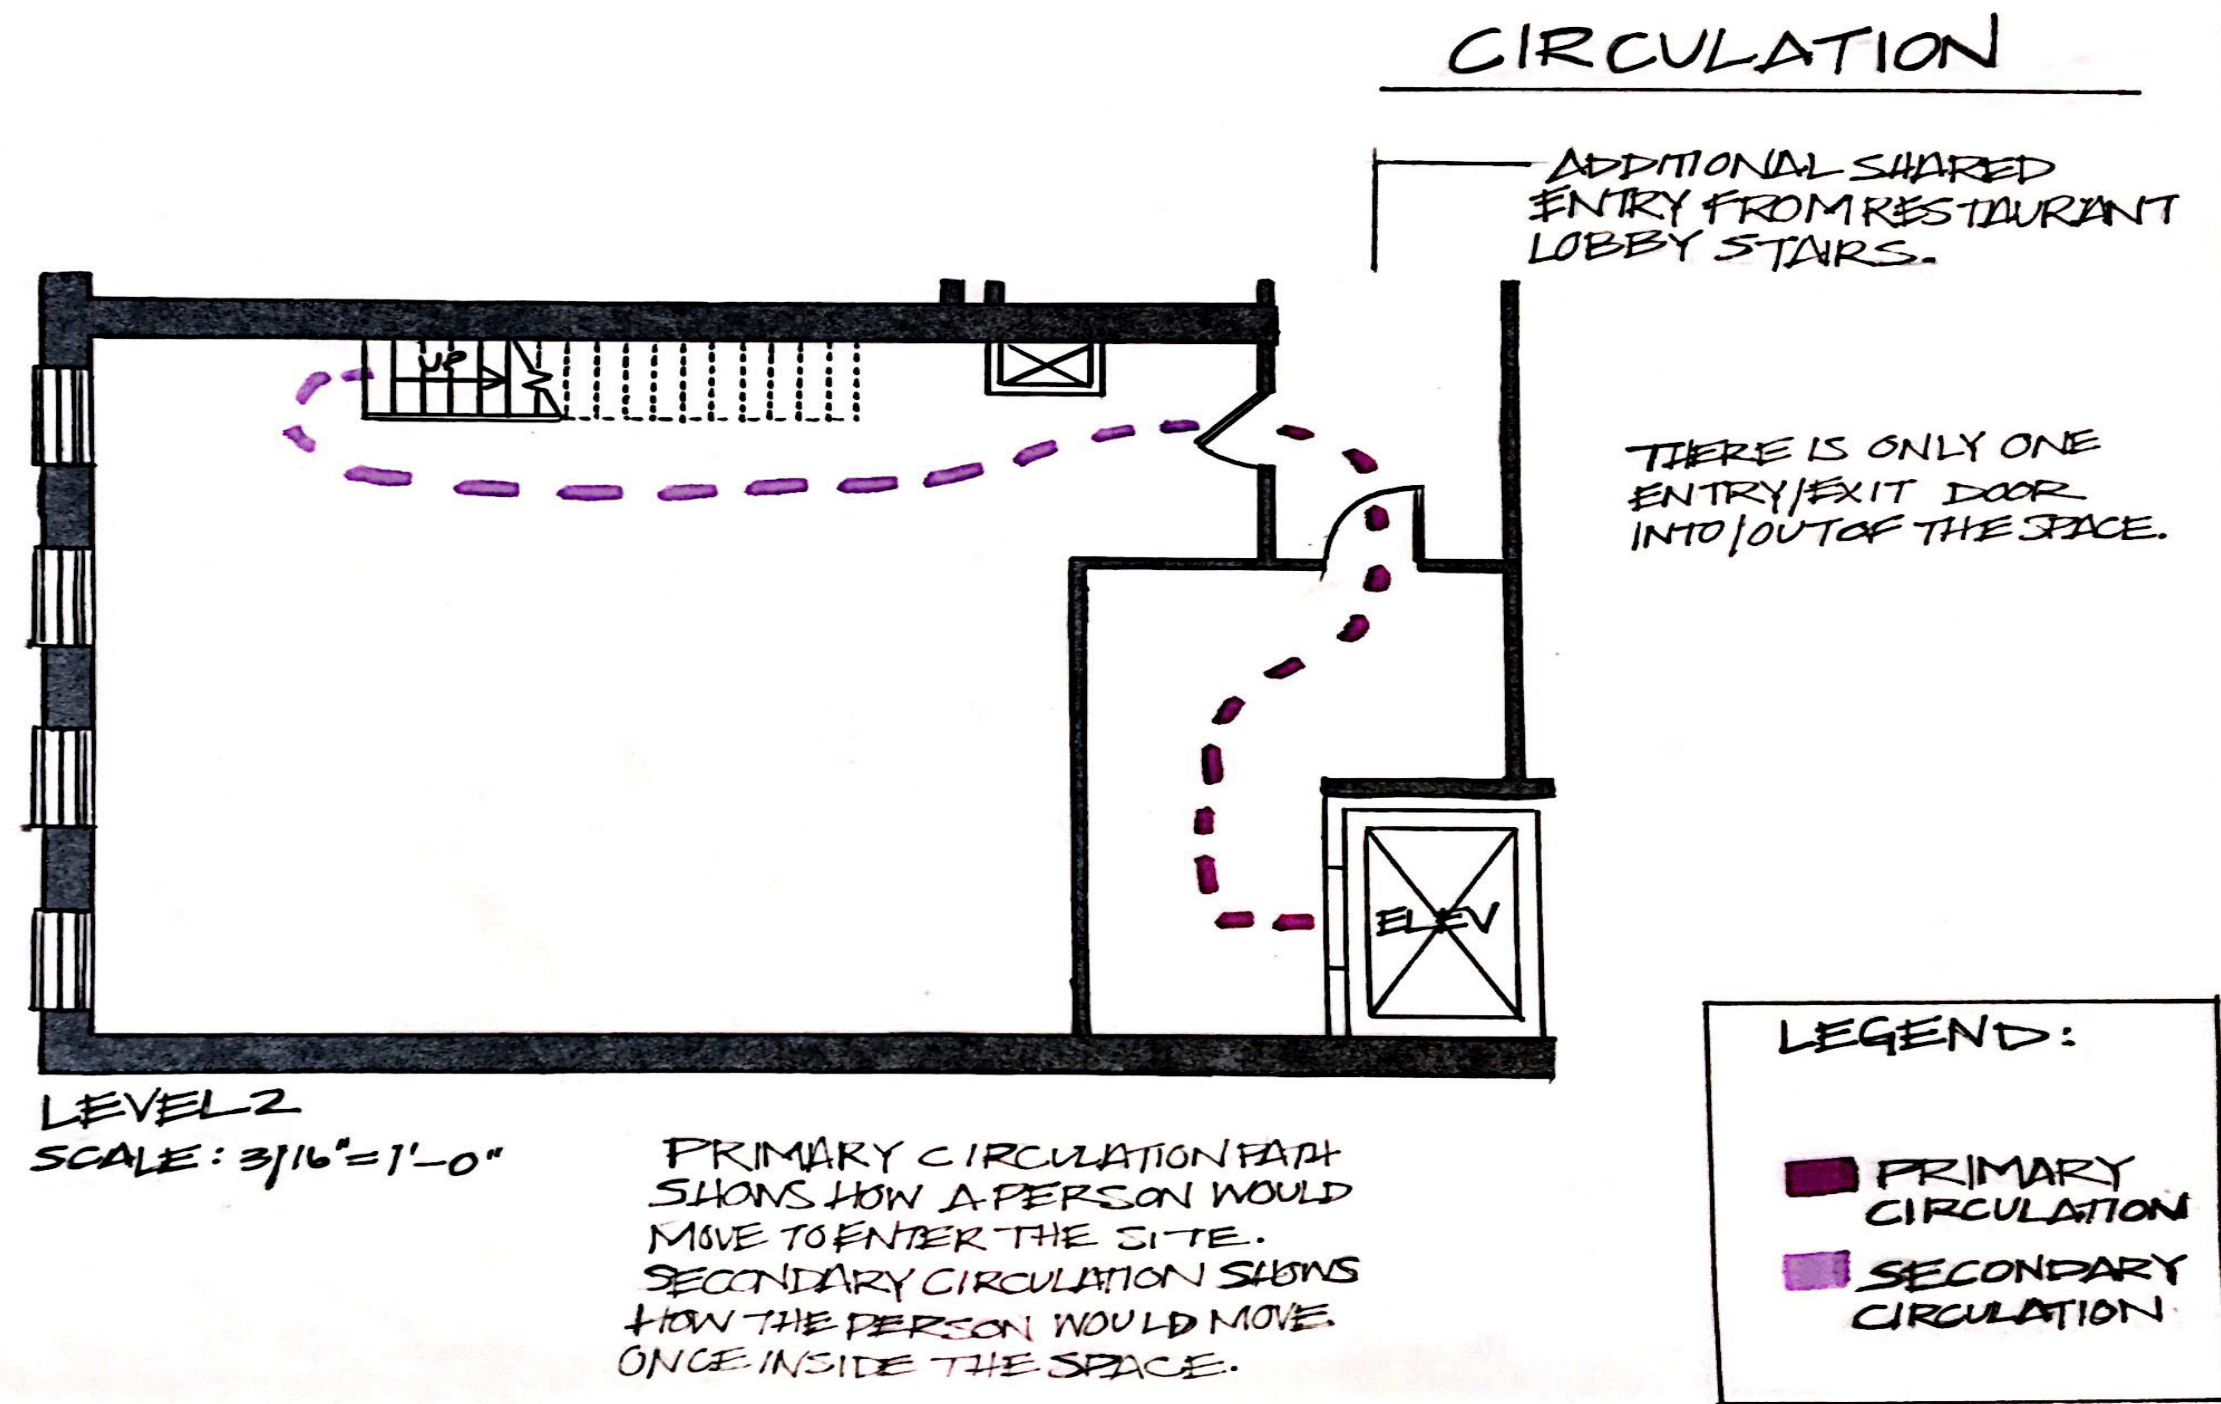 CIRCULATION
ADDITIONAL SHARED
ENTRY FROM RESTAURANT
LOBBY STAIRS.
UP
THERE IS ONLY ONE
ENTRY/EXIT DOOR
INTO/OUT OF THE SPACE.
ELEV
LEVEL 2
SCALE: 3/16"=1'-0"
PRIMARY CIRCULATION PATH
SHOWS HOW A PERSON WOULD
MOVE TO ENTER THE SITE.
SECONDARY CIRCULATION SHOWS
HOW THE PERSON WOULD MOVE
ONCE INSIDE THE SPACE.
LEGEND:
PRIMARY
CIRCULATION
SECONDARY
CIRCULATION